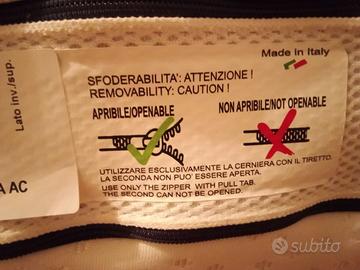 Made in Italy
Lato inv./sup.
SFODERABILITA': ATTENZIONE !
REMOVABILITY: CAUTION !
APRIBILE/OPENABLE
NON APRIBILE/NOT OPENABLE
UTILIZZARE ESCLUSIVAMENTE LA CERNIERA CON IL TIRETTO.
LA SECONDA NON PUO' ESSERE APERTA.
USE ONLY THE ZIPPER WITH PULL TAB.
THE SECOND CAN NOT BE OPENED.
A AC
subito